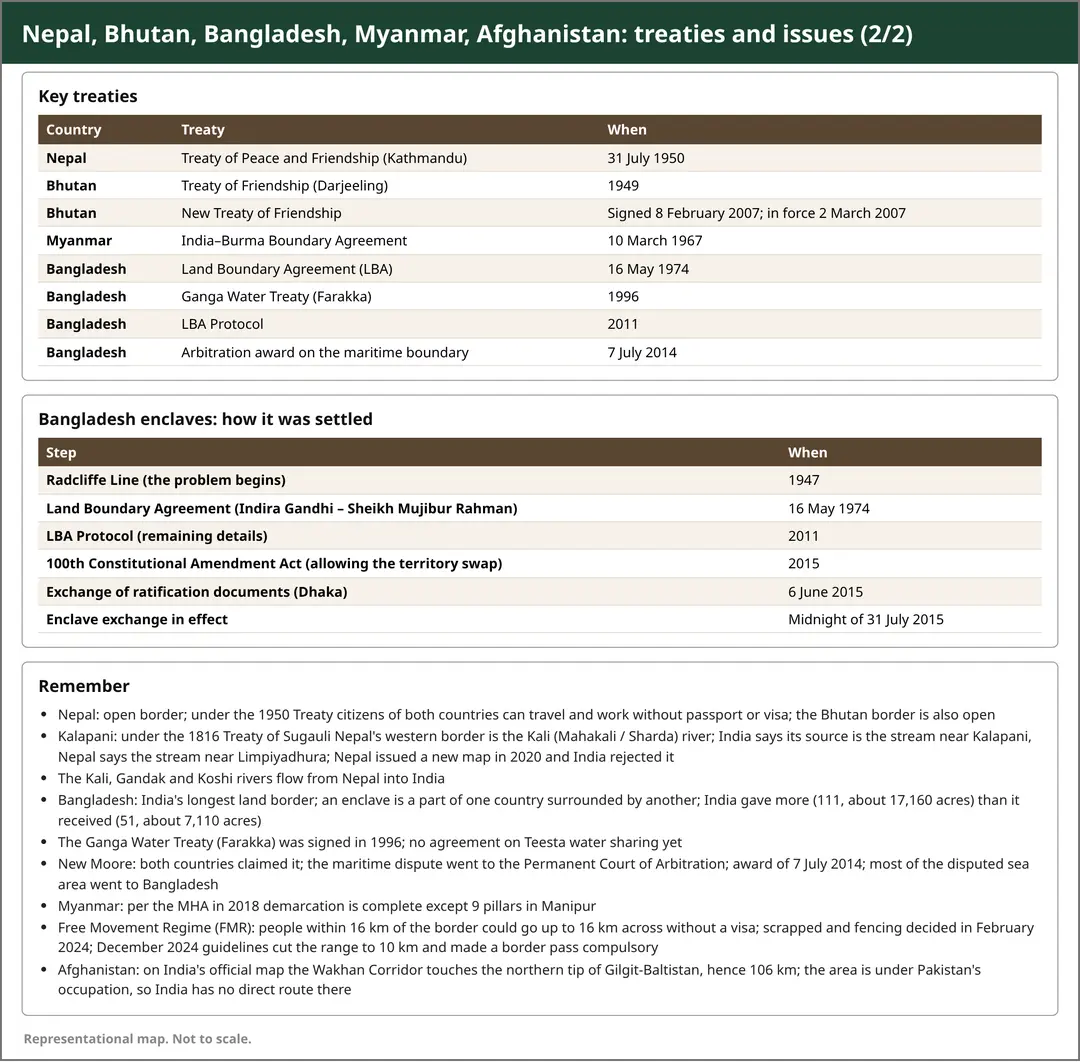 Nepal, Bhutan, Bangladesh, Myanmar, Afghanistan: treaties and issues (2/2)
Key treaties
Country Treaty When
Nepal Treaty of Peace and Friendship (Kathmandu) 31 July 1950
Bhutan Treaty of Friendship (Darjeeling) 1949
Bhutan New Treaty of Friendship Signed 8 February 2007; in force 2 March 2007
Myanmar India–Burma Boundary Agreement 10 March 1967
Bangladesh Land Boundary Agreement (LBA) 16 May 1974
Bangladesh Ganga Water Treaty (Farakka) 1996
Bangladesh LBA Protocol 2011
Bangladesh Arbitration award on the maritime boundary 7 July 2014
Bangladesh enclaves: how it was settled
Step When
Radcliffe Line (the problem begins) 1947
Land Boundary Agreement (Indira Gandhi – Sheikh Mujibur Rahman) 16 May 1974
LBA Protocol (remaining details) 2011
100th Constitutional Amendment Act (allowing the territory swap) 2015
Exchange of ratification documents (Dhaka) 6 June 2015
Enclave exchange in effect Midnight of 31 July 2015
Remember
• Nepal: open border; under the 1950 Treaty citizens of both countries can travel and work without passport or visa; the Bhutan border is also open
• Kalapani: under the 1816 Treaty of Sugauli Nepal's western border is the Kali (Mahakali / Sharda) river; India says its source is the stream near Kalapani,
Nepal says the stream near Limpiyadhura; Nepal issued a new map in 2020 and India rejected it
• The Kali, Gandak and Koshi rivers flow from Nepal into India
• Bangladesh: India's longest land border; an enclave is a part of one country surrounded by another; India gave more (111, about 17,160 acres) than it
received (51, about 7,110 acres)
• The Ganga Water Treaty (Farakka) was signed in 1996; no agreement on Teesta water sharing yet
• New Moore: both countries claimed it; the maritime dispute went to the Permanent Court of Arbitration; award of 7 July 2014; most of the disputed sea
area went to Bangladesh
• Myanmar: per the MHA in 2018 demarcation is complete except 9 pillars in Manipur
• Free Movement Regime (FMR): people within 16 km of the border could go up to 16 km across without a visa; scrapped and fencing decided in February
2024; December 2024 guidelines cut the range to 10 km and made a border pass compulsory
• Afghanistan: on India's official map the Wakhan Corridor touches the northern tip of Gilgit-Baltistan, hence 106 km; the area is under Pakistan's
occupation, so India has no direct route there
Representational map. Not to scale.